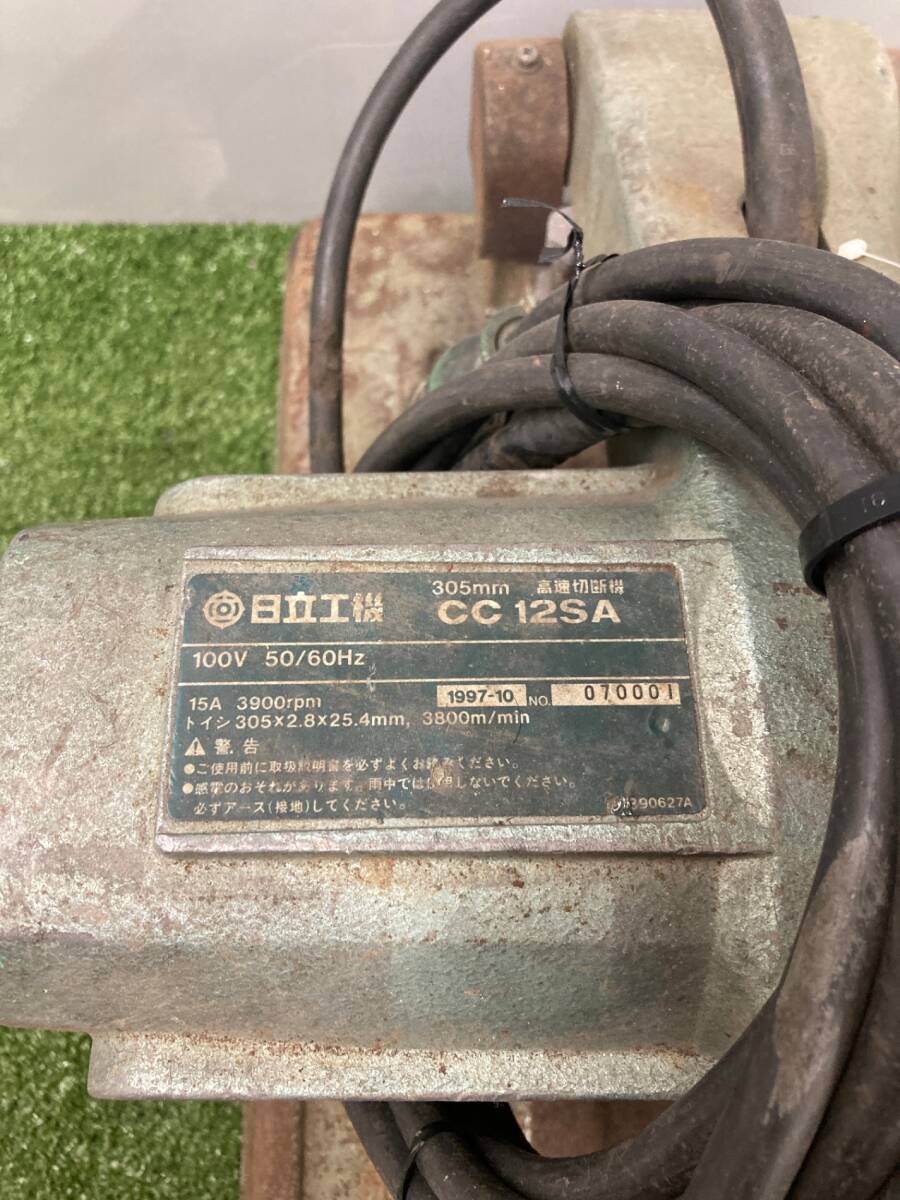 305mm 高速切断機
日立工機 CC 12SA
100V 50/60Hz
15A 3900rpm 1997-10 NO. 070001
トイシ 305×2.8×25.4mm, 3800m/min
⚠警告
●ご使用前に取扱説明書を必ずよくお読みください。
●感電のおそれがあります。雨中では使用しないでください。
必ずアース(接地)してください。
390627A